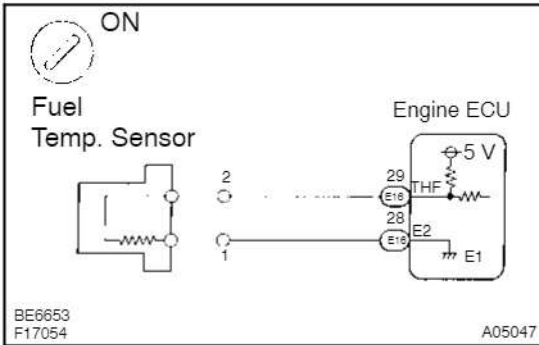 ON
Fuel
Temp. Sensor
Engine ECU
5 V
2
29
THF
E16
28
E2
E16
1
E1
BE6653
F17054
A05047